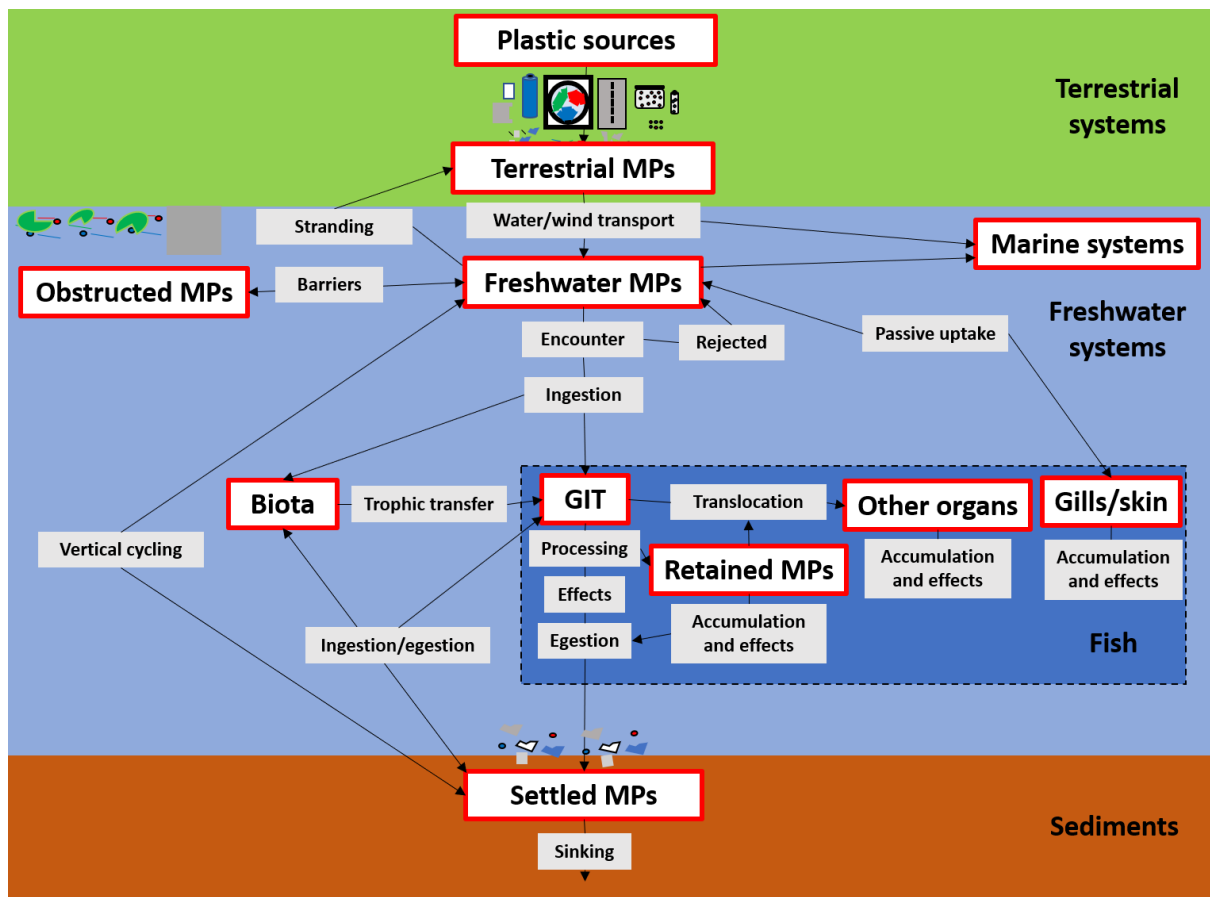 Plastic sources
Terrestrial
systems
Terrestrial MPs
Stranding
Water/wind transport
Marine systems
Obstructed MPs
Barriers
Freshwater MPs
Freshwater
systems
Encounter
Rejected
Passive uptake
Ingestion
Biota
Trophic transfer
GIT
Translocation
Other organs
Gills/skin
Vertical cycling
Processing
Retained MPs
Accumulation
and effects
Accumulation
and effects
Effects
Ingestion/egestion
Egestion
Accumulation
and effects
Fish
Settled MPs
Sediments
Sinking